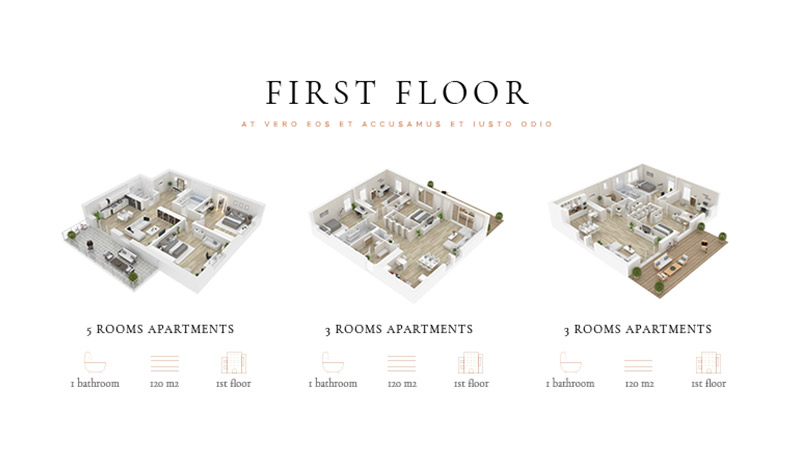 FIRST FLOOR
AT VERO EOS ET ACCUSAMUS ET IUSTO ODIO
5 ROOMS APARTMENTS
1 bathroom
120 m2
1st floor
3 ROOMS APARTMENTS
1 bathroom
120 m2
1st floor
3 ROOMS APARTMENTS
1 bathroom
120 m2
1st floor